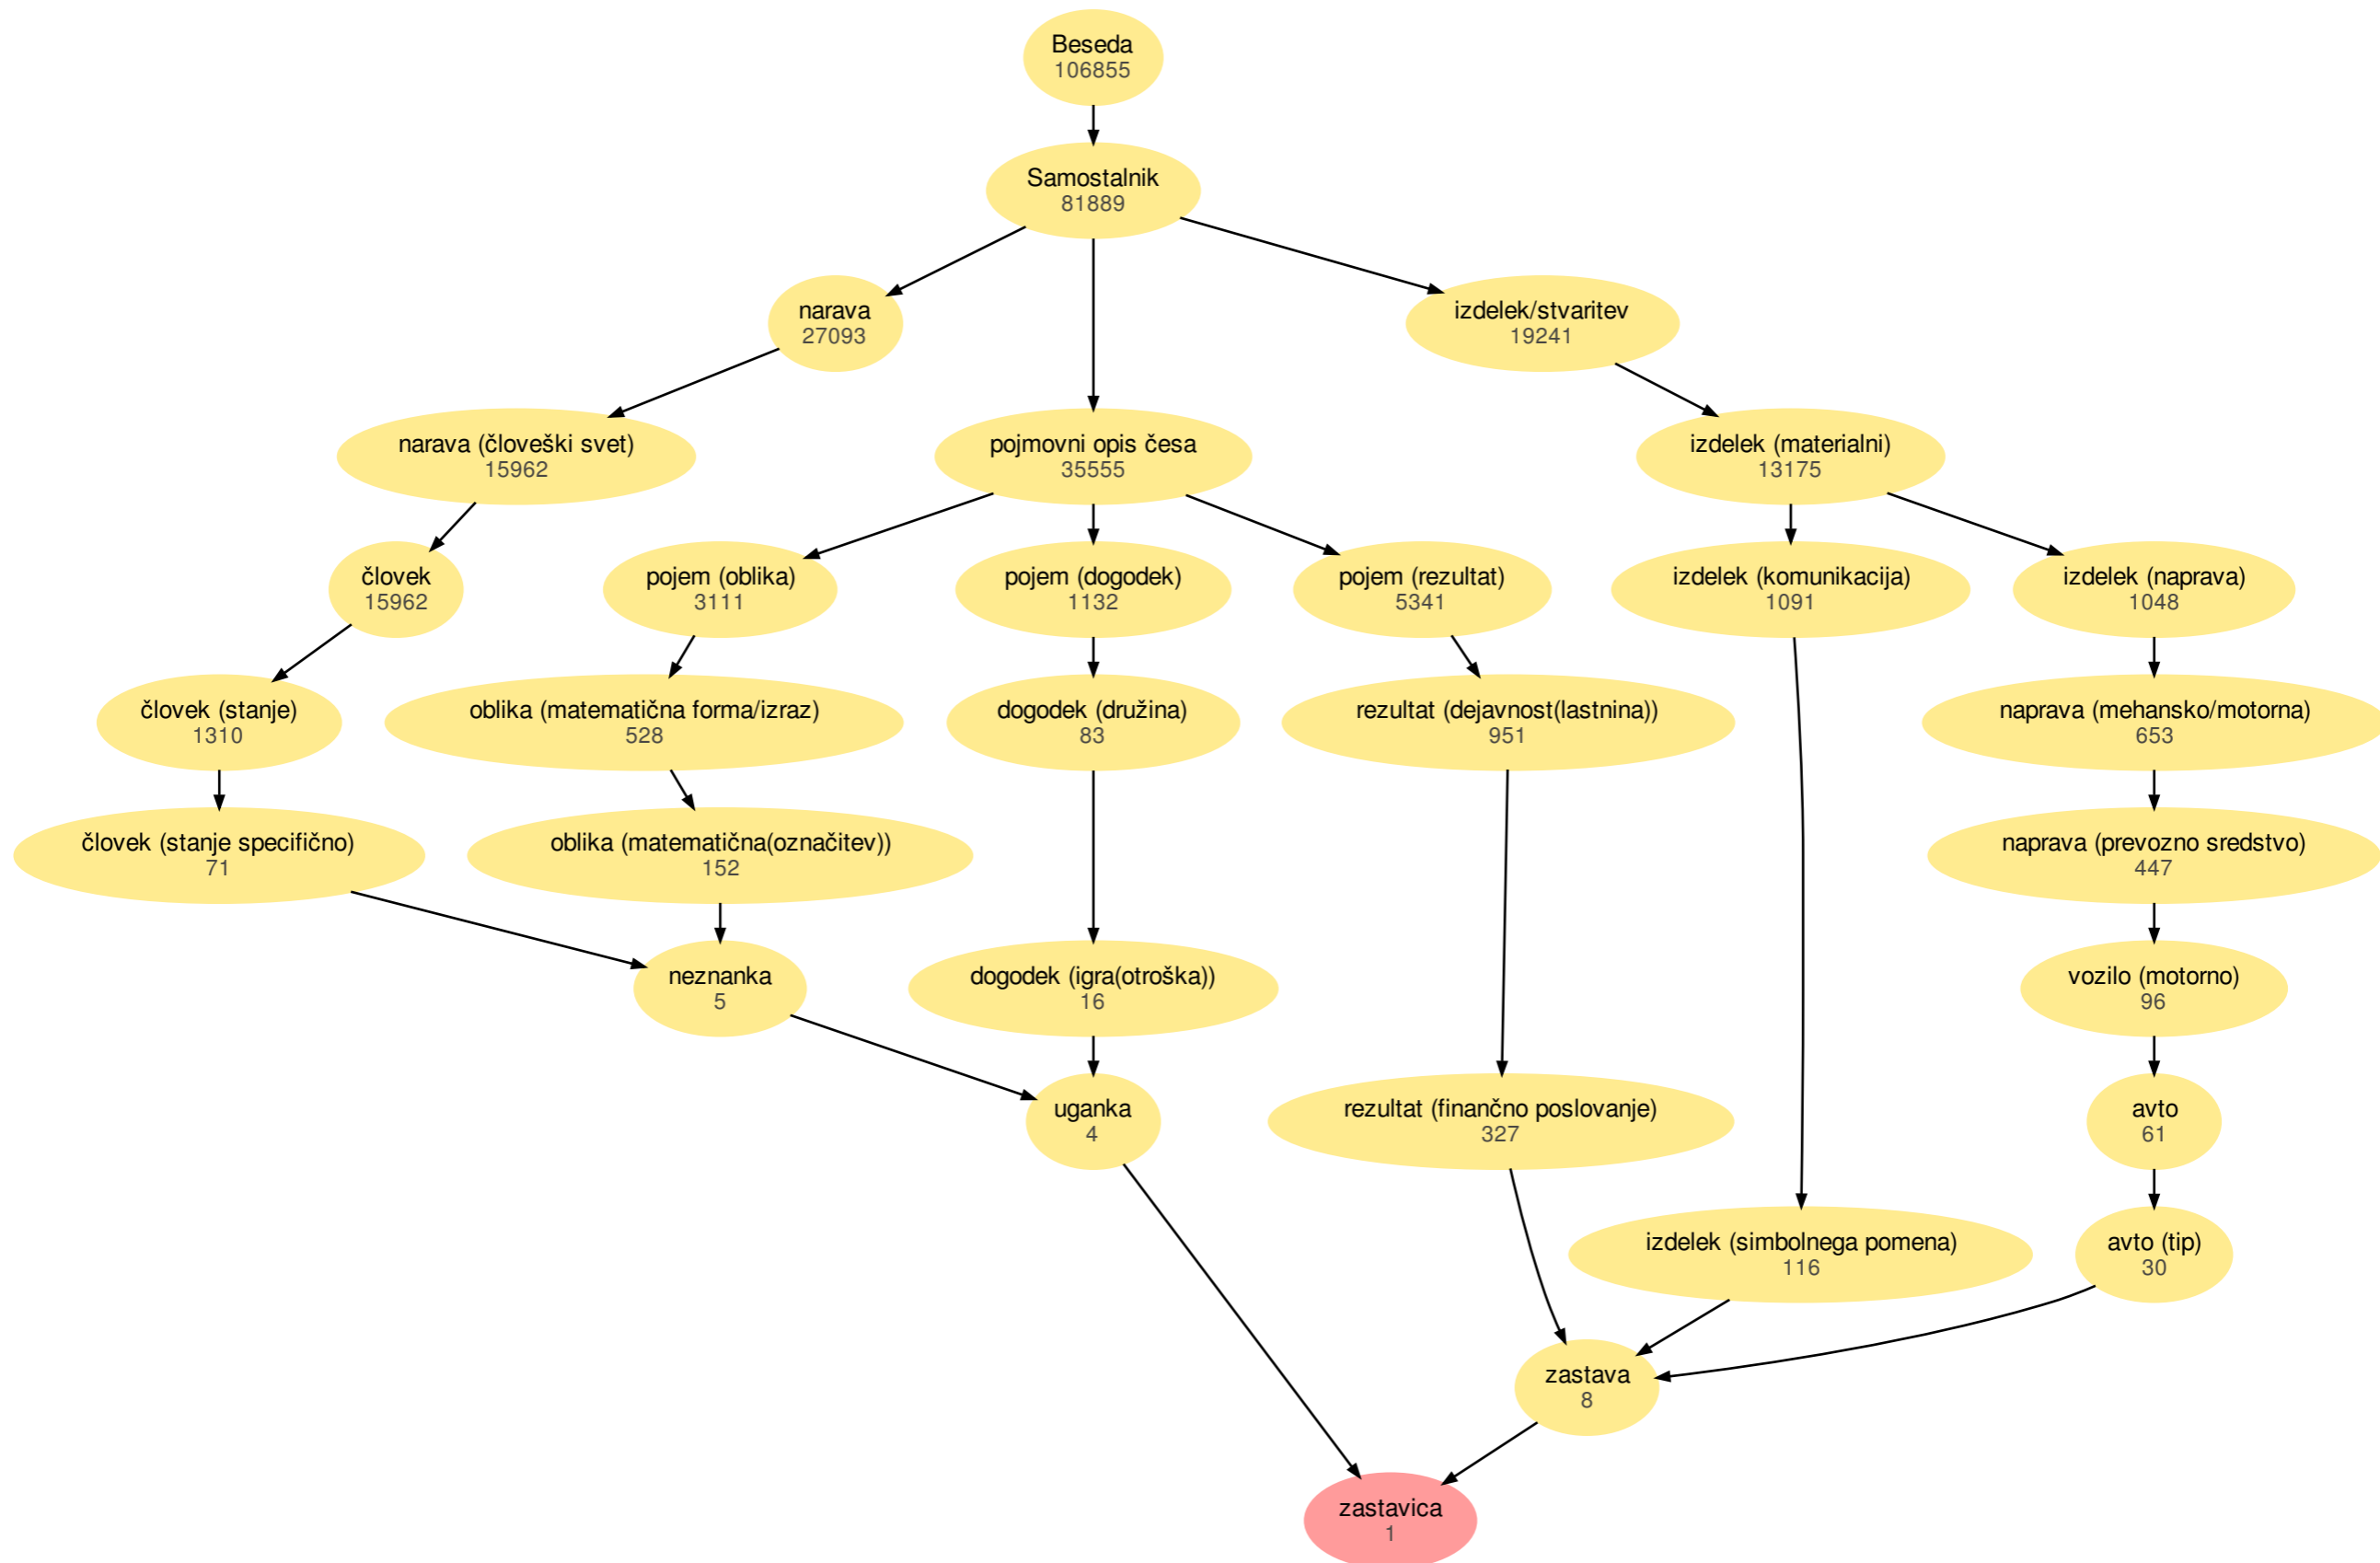 Beseda
106855
Samostalnik
81889
narava
27093
izdelek/stvaritev
19241
narava (človeški svet)
15962
pojmovni opis česa
35555
izdelek (materialni)
13175
človek
15962
pojem (oblika)
3111
pojem (dogodek)
1132
pojem (rezultat)
5341
izdelek (komunikacija)
1091
izdelek (naprava)
1048
človek (stanje)
1310
oblika (matematična forma/izraz)
528
dogodek (družina)
83
rezultat (dejavnost(lastnina))
951
naprava (mehansko/motorna)
653
človek (stanje specifično)
71
oblika (matematična(označitev))
152
naprava (prevozno sredstvo)
447
neznanka
5
dogodek (igra(otroška))
16
vozilo (motorno)
96
uganka
4
rezultat (finančno poslovanje)
327
avto
61
izdelek (simbolnega pomena)
116
avto (tip)
30
zastava
8
zastavica
1